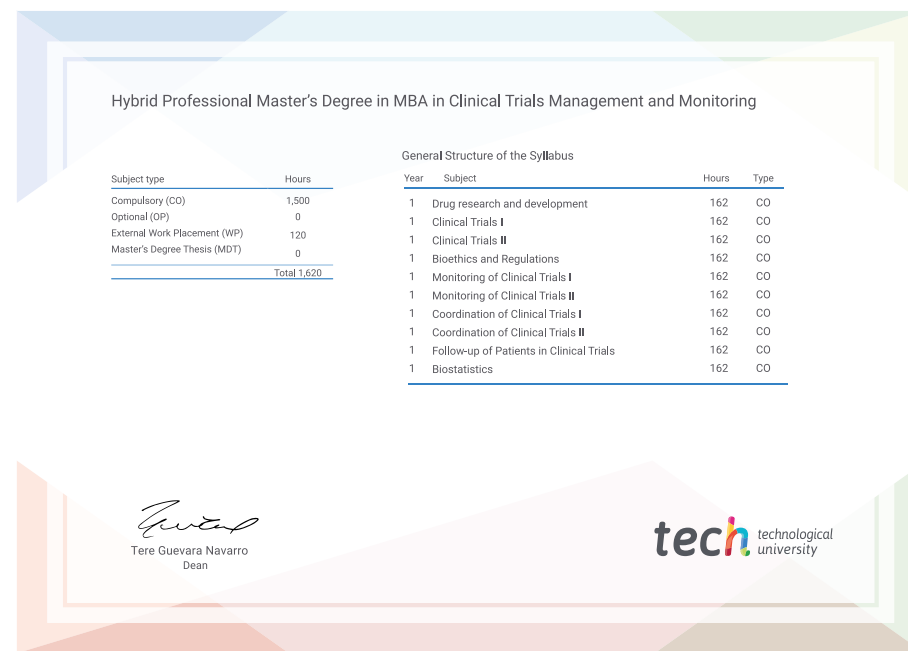 Hybrid Professional Master's Degree in MBA in Clinical Trials Management and Monitoring
Subject type Hours
Compulsory (CO) 1,500
Optional (OP) 0
External Work Placement (WP) 120
Master's Degree Thesis (MDT) 0
Total 1,620
General Structure of the Syllabus
Year Subject Hours Type
1 Drug research and development 162 CO
1 Clinical Trials I 162 CO
1 Clinical Trials II 162 CO
1 Bioethics and Regulations 162 CO
1 Monitoring of Clinical Trials I 162 CO
1 Monitoring of Clinical Trials II 162 CO
1 Coordination of Clinical Trials I 162 CO
1 Coordination of Clinical Trials II 162 CO
1 Follow-up of Patients in Clinical Trials 162 CO
1 Biostatistics 162 CO
Tere Guevara Navarro
Dean
tech technological
university